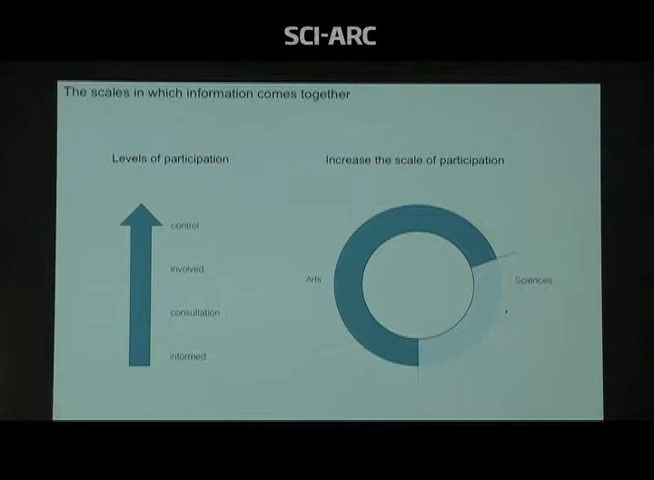 SCI-ARC
The scales in which information comes together
Levels of participation
Increase the scale of participation
control
involved
consultation
informed
Arts
Sciences